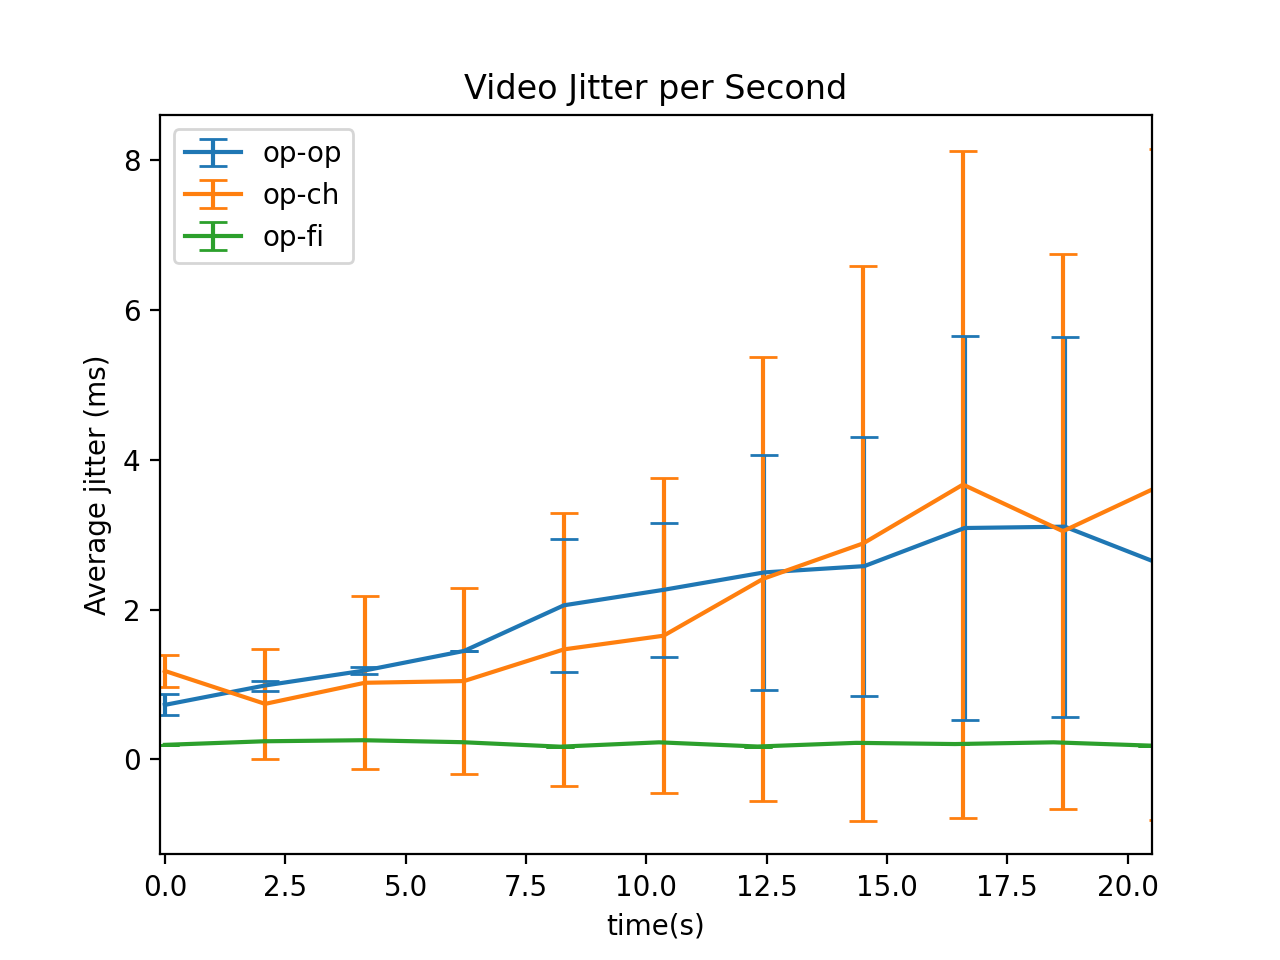 Video Jitter per Second
op-op
op-ch
op-fi
8
6
4
2
0
Average jitter (ms)
0.0 2.5 5.0 7.5 10.0 12.5 15.0 17.5 20.0
time(s)